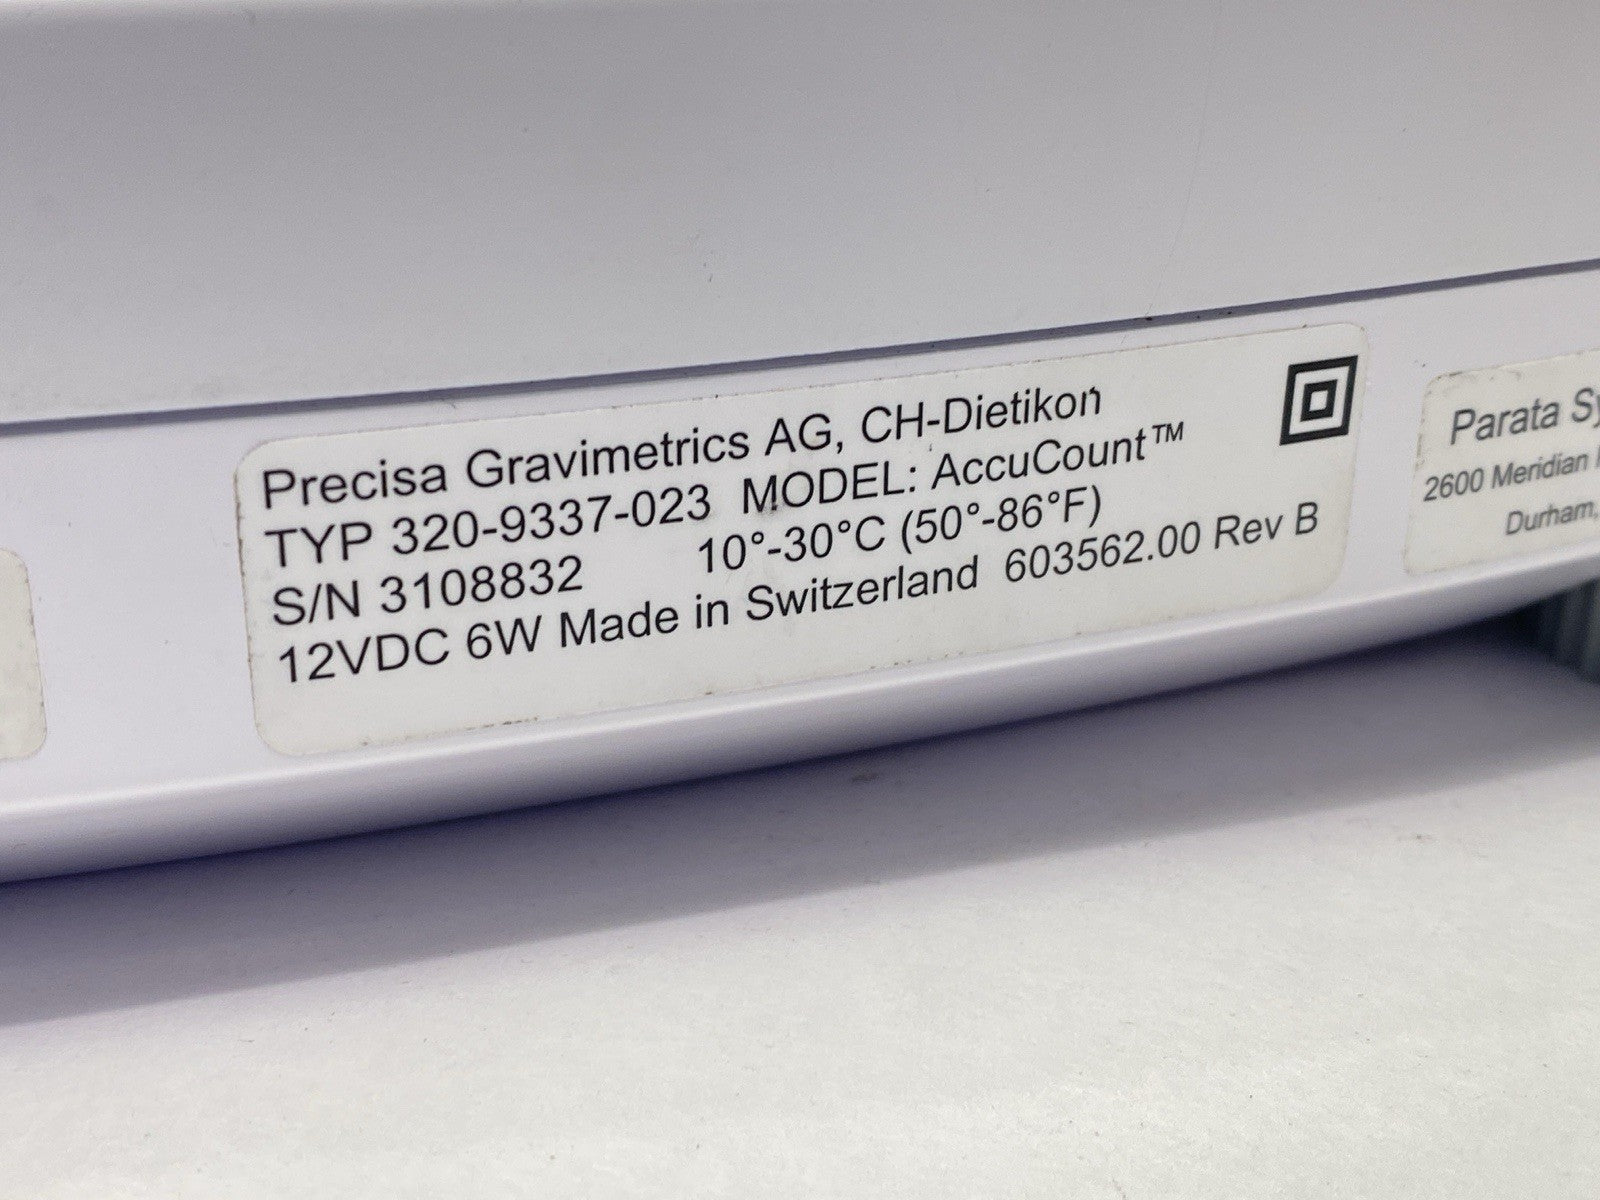 Precisa Gravimetrics AG, CH-Dietikon
TYP 320-9337-023 MODEL: AccuCount™
S/N 3108832 10°-30°C (50°-86°F)
12VDC 6W Made in Switzerland 603562.00 Rev B
Parata
2600 Meridian
Durham,